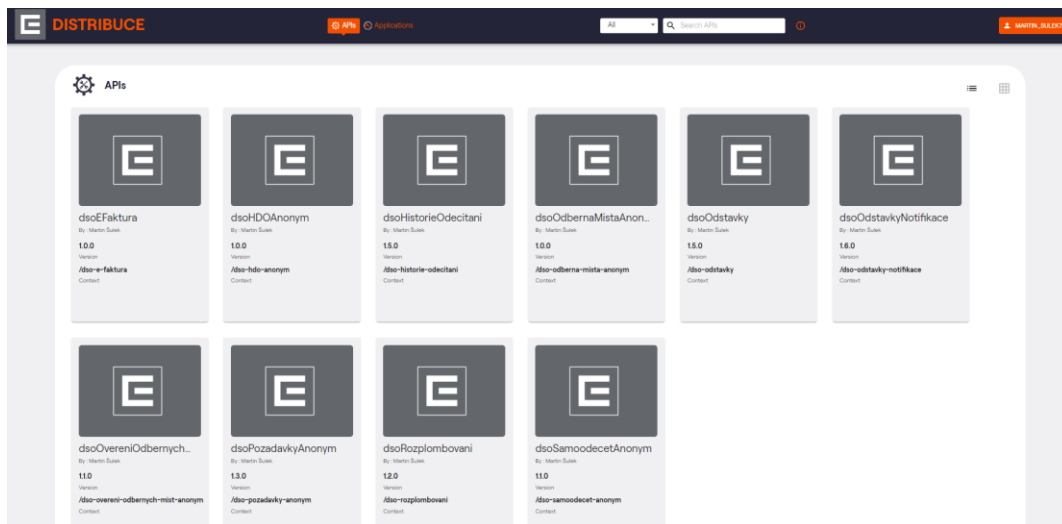 DISTRIBUCE
APIs
Applications
All
Search APIs
APIs
dsoEFaktura
By : Martin Šulek
1.0.0
Version
/dso-e-faktura
Context
dsoHDOAnonym
By : Martin Šulek
1.0.0
Version
/dso-hdo-anonym
Context
dsoHistorieOdecitani
By : Martin Šulek
1.5.0
Version
/dso-historie-odecitani
Context
dsoOdbernaMistaAnon...
By : Martin Šulek
1.0.0
Version
/dso-odberna-mista-anonym
Context
dsoOdstavky
By : Martin Šulek
1.5.0
Version
/dso-odstavky
Context
dsoOdstavkyNotifikace
By : Martin Šulek
1.6.0
Version
/dso-odstavky-notifikace
Context
dsoOvereniOdbernych...
By : Martin Šulek
1.1.0
Version
/dso-overeni-odbernych-mist-anonym
Context
dsoPozadavkyAnonym
By : Martin Šulek
1.3.0
Version
/dso-pozadavky-anonym
Context
dsoRozplombovani
By : Martin Šulek
1.2.0
Version
/dso-rozplombovani
Context
dsoSamoodecetAnonym
By : Martin Šulek
1.1.0
Version
/dso-samoodecet-anonym
Context